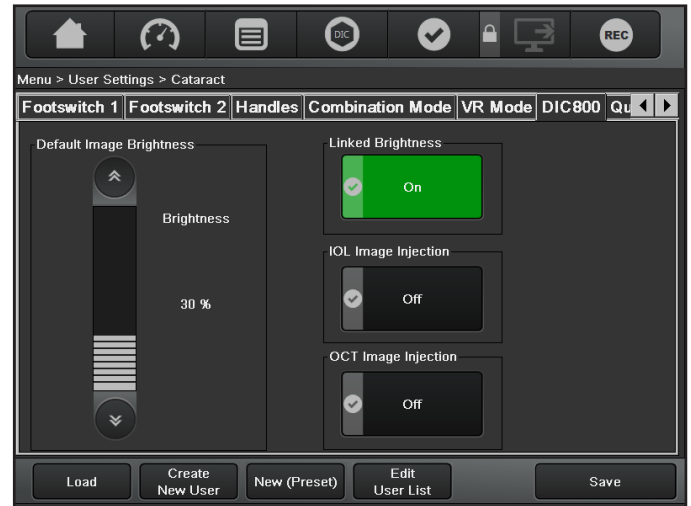 DIC
REC
Menu > User Settings > Cataract
Footswitch 1 Footswitch 2 Handles Combination Mode VR Mode DIC800 Qu
Default Image Brightness
Brightness
30 %
Linked Brightness
On
IOL Image Injection
Off
OCT Image Injection
Off
Load
Create
New User
New (Preset)
Edit
User List
Save